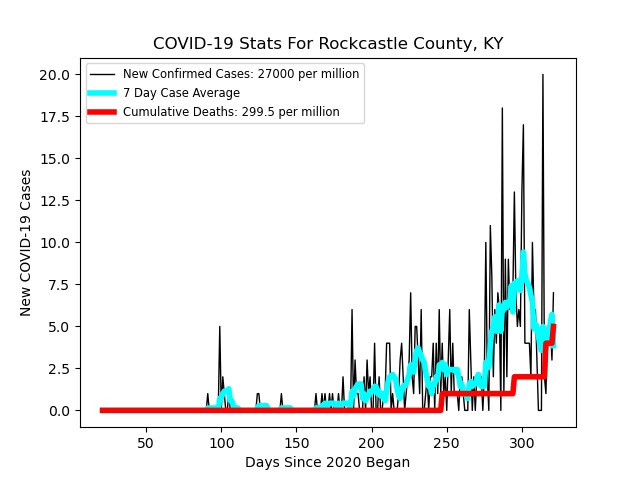 COVID-19 Stats For Rockcastle County, KY
New Confirmed Cases: 27000 per million
7 Day Case Average
Cumulative Deaths: 299.5 per million
New COVID-19 Cases
20.0
17.5
15.0
12.5
10.0
7.5
5.0
2.5
0.0
50 100 150 200 250 300
Days Since 2020 Began